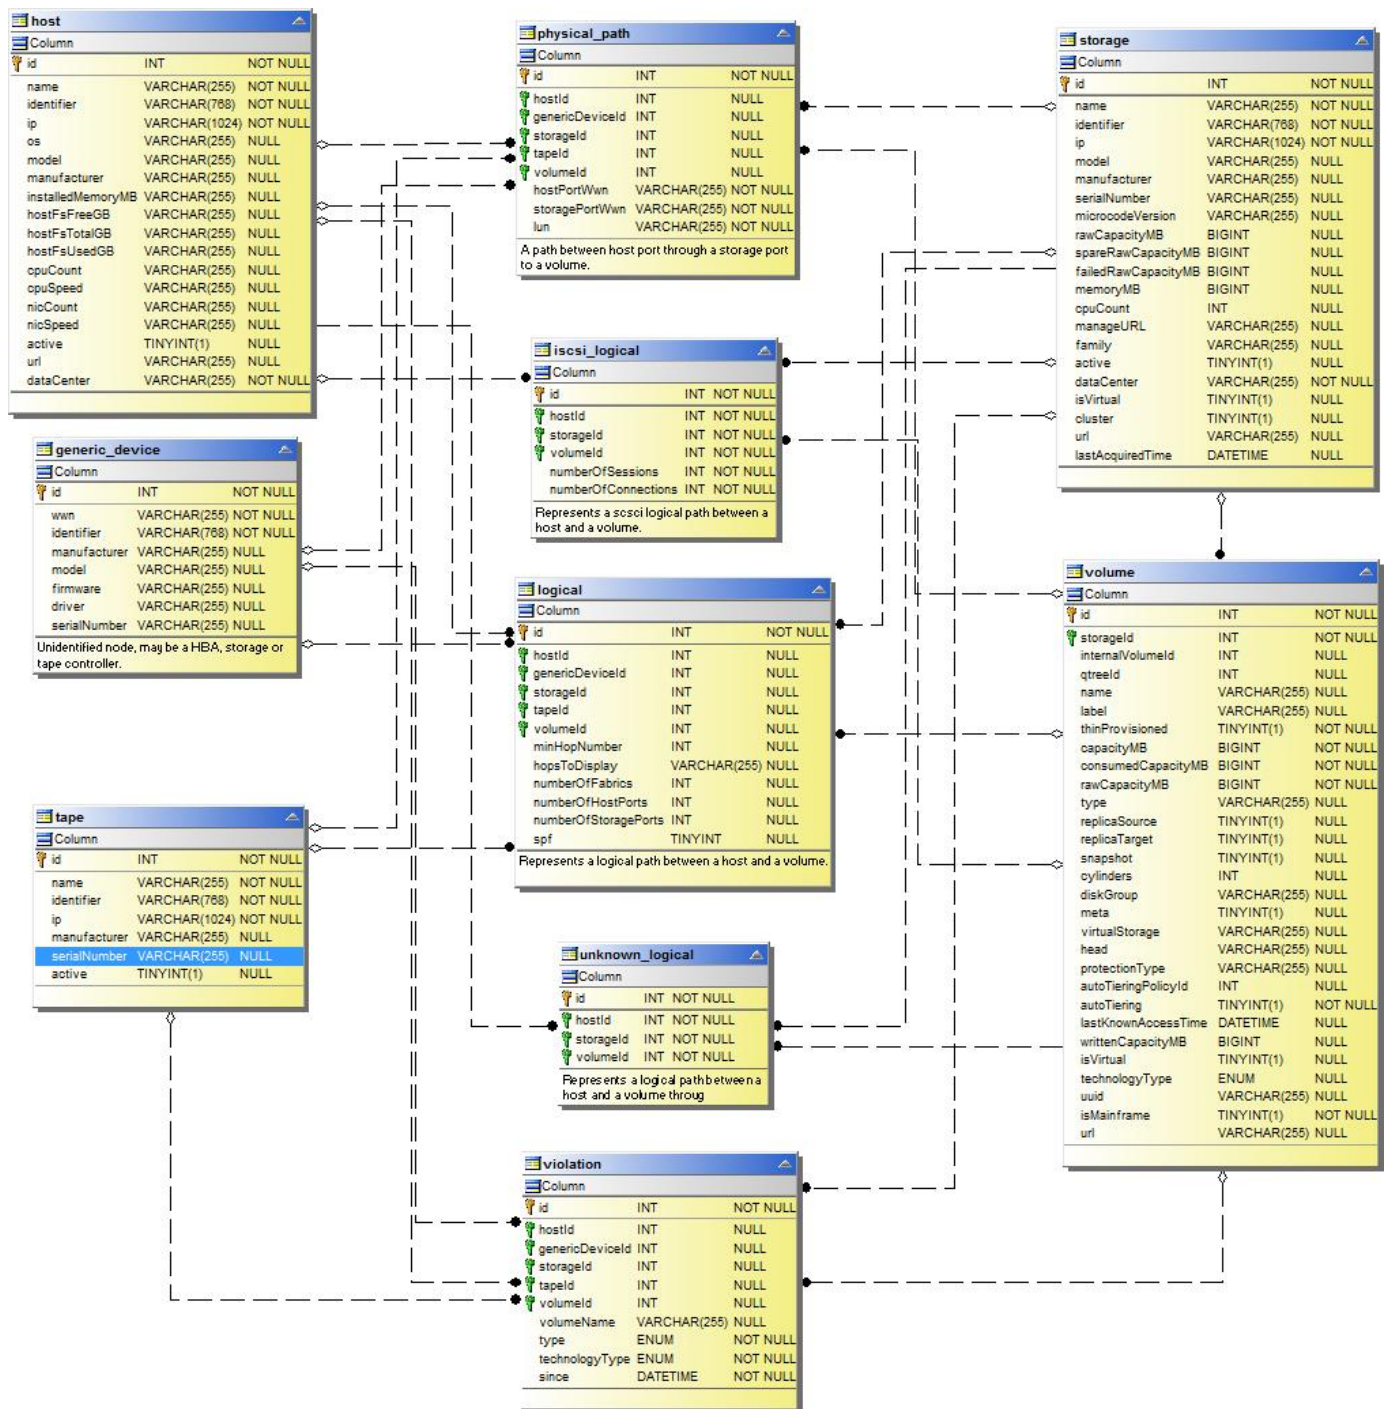 host
Column
id INT NOT NULL
name VARCHAR(255) NOT NULL
identifier VARCHAR(768) NOT NULL
ip VARCHAR(1024) NOT NULL
os VARCHAR(255) NULL
model VARCHAR(255) NULL
manufacturer VARCHAR(255) NULL
installedMemoryMB VARCHAR(255) NULL
hostFsFreeGB VARCHAR(255) NULL
hostFsTotalGB VARCHAR(255) NULL
hostFsUsedGB VARCHAR(255) NULL
cpuCount VARCHAR(255) NULL
cpuSpeed VARCHAR(255) NULL
nicCount VARCHAR(255) NULL
nicSpeed VARCHAR(255) NULL
active TINYINT(1) NULL
url VARCHAR(255) NULL
dataCenter VARCHAR(255) NOT NULL
generic_device
Column
id INT NOT NULL
wwn VARCHAR(255) NOT NULL
identifier VARCHAR(768) NOT NULL
manufacturer VARCHAR(255) NULL
model VARCHAR(255) NULL
firmware VARCHAR(255) NULL
driver VARCHAR(255) NULL
serialNumber VARCHAR(255) NULL
Unidentified node, may be a HBA, storage or
tape controller.
tape
Column
id INT NOT NULL
name VARCHAR(255) NOT NULL
identifier VARCHAR(768) NOT NULL
ip VARCHAR(1024) NOT NULL
manufacturer VARCHAR(255) NULL
serialNumber VARCHAR(255) NULL
active TINYINT(1) NULL
physical_path
Column
id INT NOT NULL
hostId INT NULL
genericDeviceId INT NULL
storageId INT NULL
tapeId INT NULL
volumeId INT NULL
hostPortWwn VARCHAR(255) NOT NULL
storagePortWwn VARCHAR(255) NOT NULL
lun VARCHAR(255) NOT NULL
A path between host port through a storage port
to a volume.
iscsi_logical
Column
id INT NOT NULL
hostId INT NOT NULL
storageId INT NOT NULL
volumeId INT NOT NULL
numberOfSessions INT NOT NULL
numberOfConnections INT NOT NULL
Represents a scsci logical path between a
host and a volume.
logical
Column
id INT NOT NULL
hostId INT NULL
genericDeviceId INT NULL
storageId INT NULL
tapeId INT NULL
volumeId INT NULL
minHopNumber INT NULL
hopsToDisplay VARCHAR(255) NULL
numberOfFabrics INT NULL
numberOfHostPorts INT NULL
numberOfStoragePorts INT NULL
spf TINYINT NULL
Represents a logical path between a host and a volume.
unknown_logical
Column
id INT NOT NULL
hostId INT NOT NULL
storageId INT NOT NULL
volumeId INT NOT NULL
Represents a logical path between a
host and a volume throug
violation
Column
id INT NOT NULL
hostId INT NULL
genericDeviceId INT NULL
storageId INT NULL
tapeId INT NULL
volumeId INT NULL
volumeName VARCHAR(255) NULL
type ENUM NOT NULL
technologyType ENUM NOT NULL
since DATETIME NOT NULL
storage
Column
id INT NOT NULL
name VARCHAR(255) NOT NULL
identifier VARCHAR(768) NOT NULL
ip VARCHAR(1024) NOT NULL
model VARCHAR(255) NULL
manufacturer VARCHAR(255) NULL
serialNumber VARCHAR(255) NULL
microcodeVersion VARCHAR(255) NULL
rawCapacityMB BIGINT NULL
spareRawCapacityMB BIGINT NULL
failedRawCapacityMB BIGINT NULL
memoryMB BIGINT NULL
cpuCount INT NULL
manageURL VARCHAR(255) NULL
family VARCHAR(255) NULL
active TINYINT(1) NULL
dataCenter VARCHAR(255) NOT NULL
isVirtual TINYINT(1) NULL
cluster TINYINT(1) NULL
url VARCHAR(255) NULL
lastAcquiredTime DATETIME NULL
volume
Column
id INT NOT NULL
storageId INT NOT NULL
internalVolumeId INT NULL
qtreeId INT NULL
name VARCHAR(255) NULL
label VARCHAR(255) NULL
thinProvisioned TINYINT(1) NOT NULL
capacityMB BIGINT NOT NULL
consumedCapacityMB BIGINT NOT NULL
rawCapacityMB BIGINT NOT NULL
type VARCHAR(255) NULL
replicaSource TINYINT(1) NULL
replicaTarget TINYINT(1) NULL
snapshot TINYINT(1) NULL
cylinders INT NULL
diskGroup VARCHAR(255) NULL
meta TINYINT(1) NULL
virtualStorage VARCHAR(255) NULL
head VARCHAR(255) NULL
protectionType VARCHAR(255) NULL
autoTieringPolicyId INT NULL
autoTiering TINYINT(1) NOT NULL
lastKnownAccessTime DATETIME NULL
writtenCapacityMB BIGINT NULL
isVirtual TINYINT(1) NULL
technologyType ENUM NULL
uuid VARCHAR(255) NULL
isMainframe TINYINT(1) NOT NULL
url VARCHAR(255) NULL